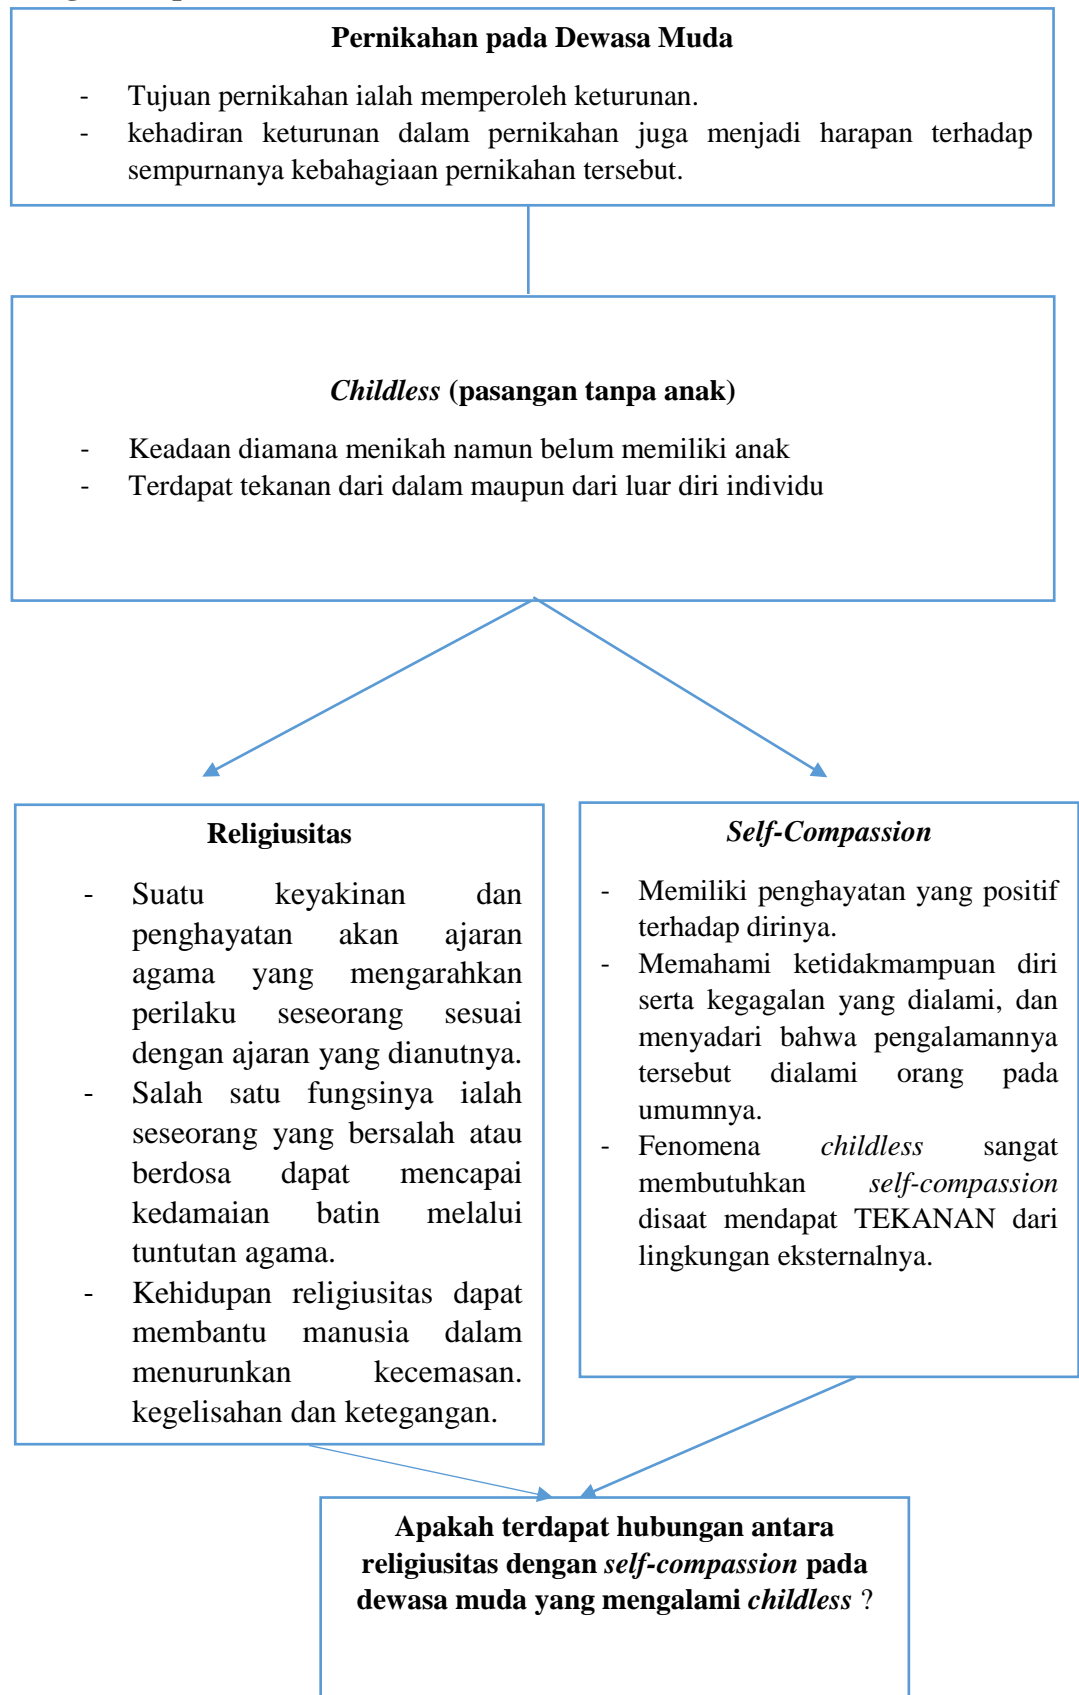 Pernikahan pada Dewasa Muda
- Tujuan pernikahan ialah memperoleh keturunan.
- kehadiran keturunan dalam pernikahan juga menjadi harapan terhadap
sempurnanya kebahagiaan pernikahan tersebut.
Childless (pasangan tanpa anak)
- Keadaan diamana menikah namun belum memiliki anak
- Terdapat tekanan dari dalam maupun dari luar diri individu
Religiusitas
- Suatu keyakinan dan
penghayatan akan ajaran
agama yang mengarahkan
perilaku seseorang sesuai
dengan ajaran yang dianutnya.
- Salah satu fungsinya ialah
seseorang yang bersalah atau
berdosa dapat mencapai
kedamaian batin melalui
tuntutan agama.
- Kehidupan religiusitas dapat
membantu manusia dalam
menurunkan kecemasan.
kegelisahan dan ketegangan.
Self-Compassion
- Memiliki penghayatan yang positif
terhadap dirinya.
- Memahami ketidakmampuan diri
serta kegagalan yang dialami, dan
menyadari bahwa pengalamannya
tersebut dialami orang pada
umumnya.
- Fenomena childless sangat
membutuhkan self-compassion
disaat mendapat TEKANAN dari
lingkungan eksternalnya.
Apakah terdapat hubungan antara
religiusitas dengan self-compassion pada
dewasa muda yang mengalami childless ?